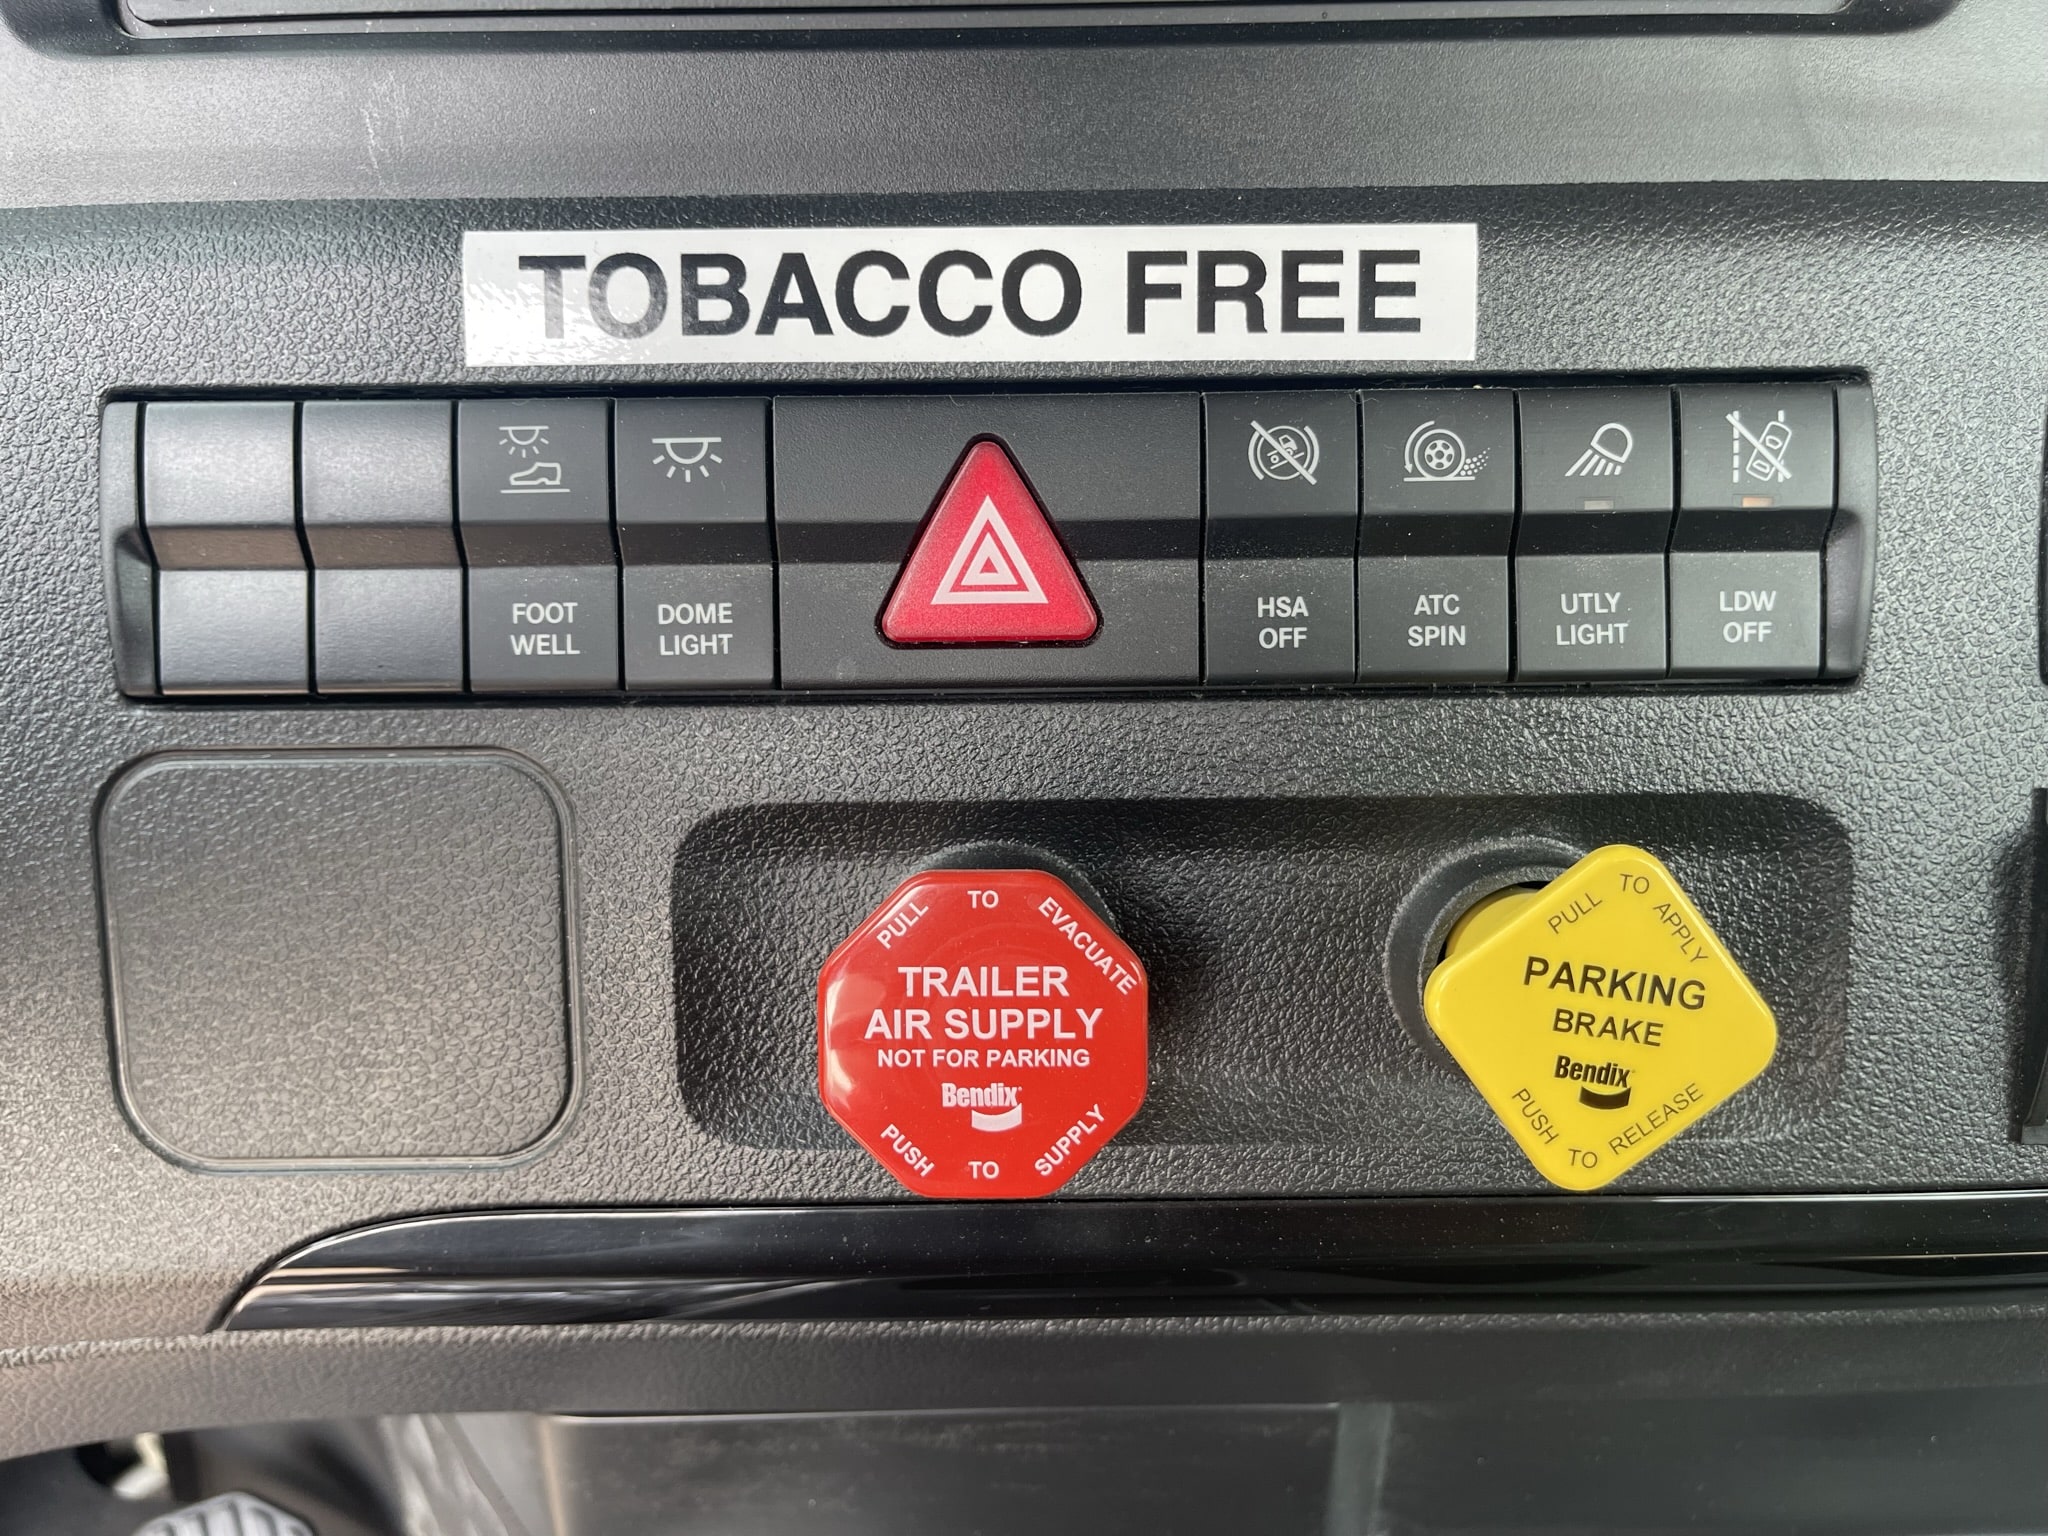 TOBACCO FREE
FOOT
WELL
DOME
LIGHT
HSA
OFF
ATC
SPIN
UTLY
LIGHT
LDW
OFF
PULL TO EVACUATE
TRAILER
AIR SUPPLY
NOT FOR PARKING
Bendix
PUSH TO SUPPLY
PULL TO APPLY
PARKING
BRAKE
Bendix
PUSH TO RELEASE